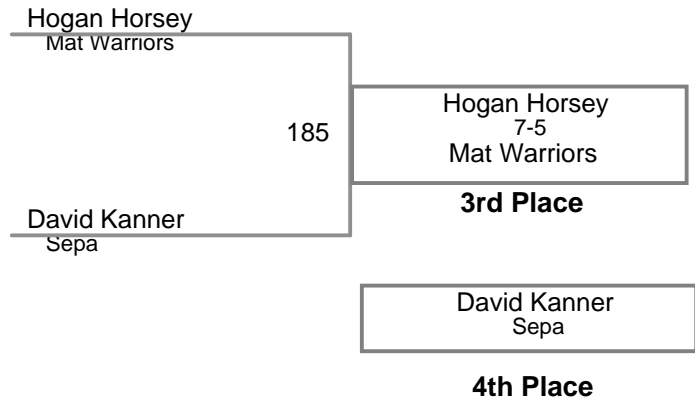 Hogan Horsey
Mat Warriors
185
Hogan Horsey
7-5
Mat Warriors
3rd Place
David Kanner
Sepa
David Kanner
Sepa
4th Place